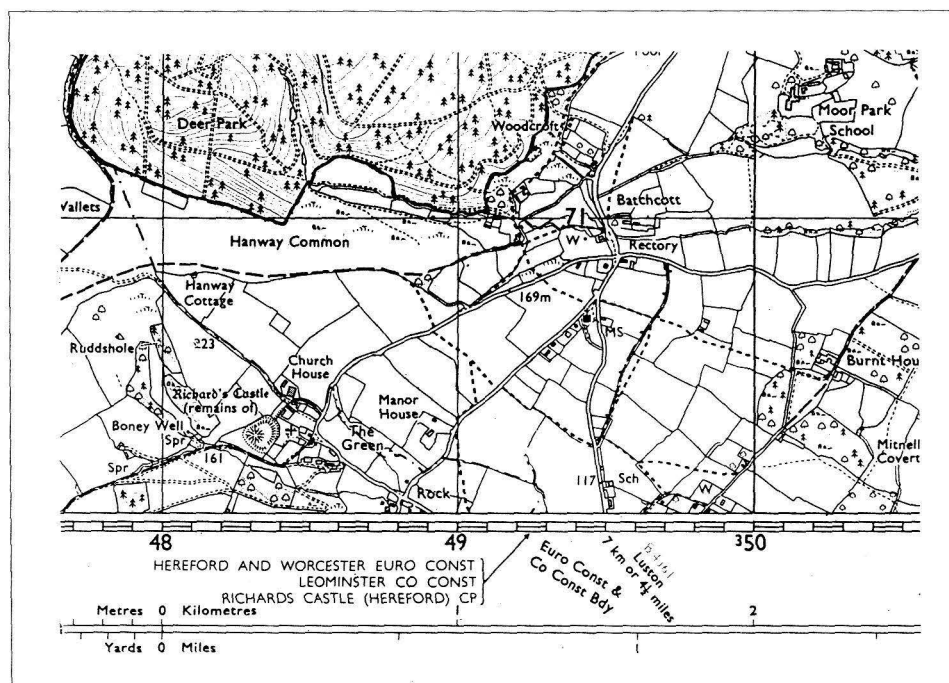 Deer Park
Woodcroft
Moor Park
School
Vallets
Hanway Common
71
Batchcott
W
Rectory
Hanway
Cottage
169m
MS
223
Ruddshole
Church
House
Burnt Hou
Richard's Castle
(remains of)
Manor
House
Boney Well
Spr
The
Green
Mitnell
Covert
Spr
161
117
Sch
W
Rock
48
49
350
HEREFORD AND WORCESTER EURO CONST
LEOMINSTER CO CONST
RICHARDS CASTLE (HEREFORD) CP
Euro Const &
Co Const Bdy
Luston
7 km or 4½ miles
Metres 0 Kilometres
1
2
Yards 0 Miles
1